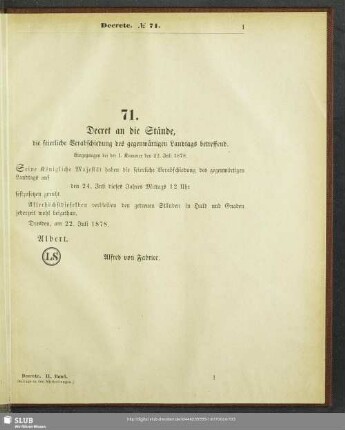 Decrete. № 71.
1
71.
Decret an die Stände,
die feierliche Verabschiedung des gegenwärtigen Landtags betreffend.
Eingegangen bei der I. Kammer den 22. Juli 1878.
Seine Königliche Majestät haben die feierliche Verabschiedung des gegenwärtigen
Landtags auf
den 24. Juli dieses Jahres Mittags 12 Uhr
festzusetzen geruht.
Allerhöchstdieselben verbleiben den getreuen Ständen in Huld und Gnaden
jederzeit wohl beigethan.
Dresden, am 22. Juli 1878.
Albert.
LS
Alfred von Fabrice.
Decrete, II. Band.
1
SLUB
Wir führen Wissen.